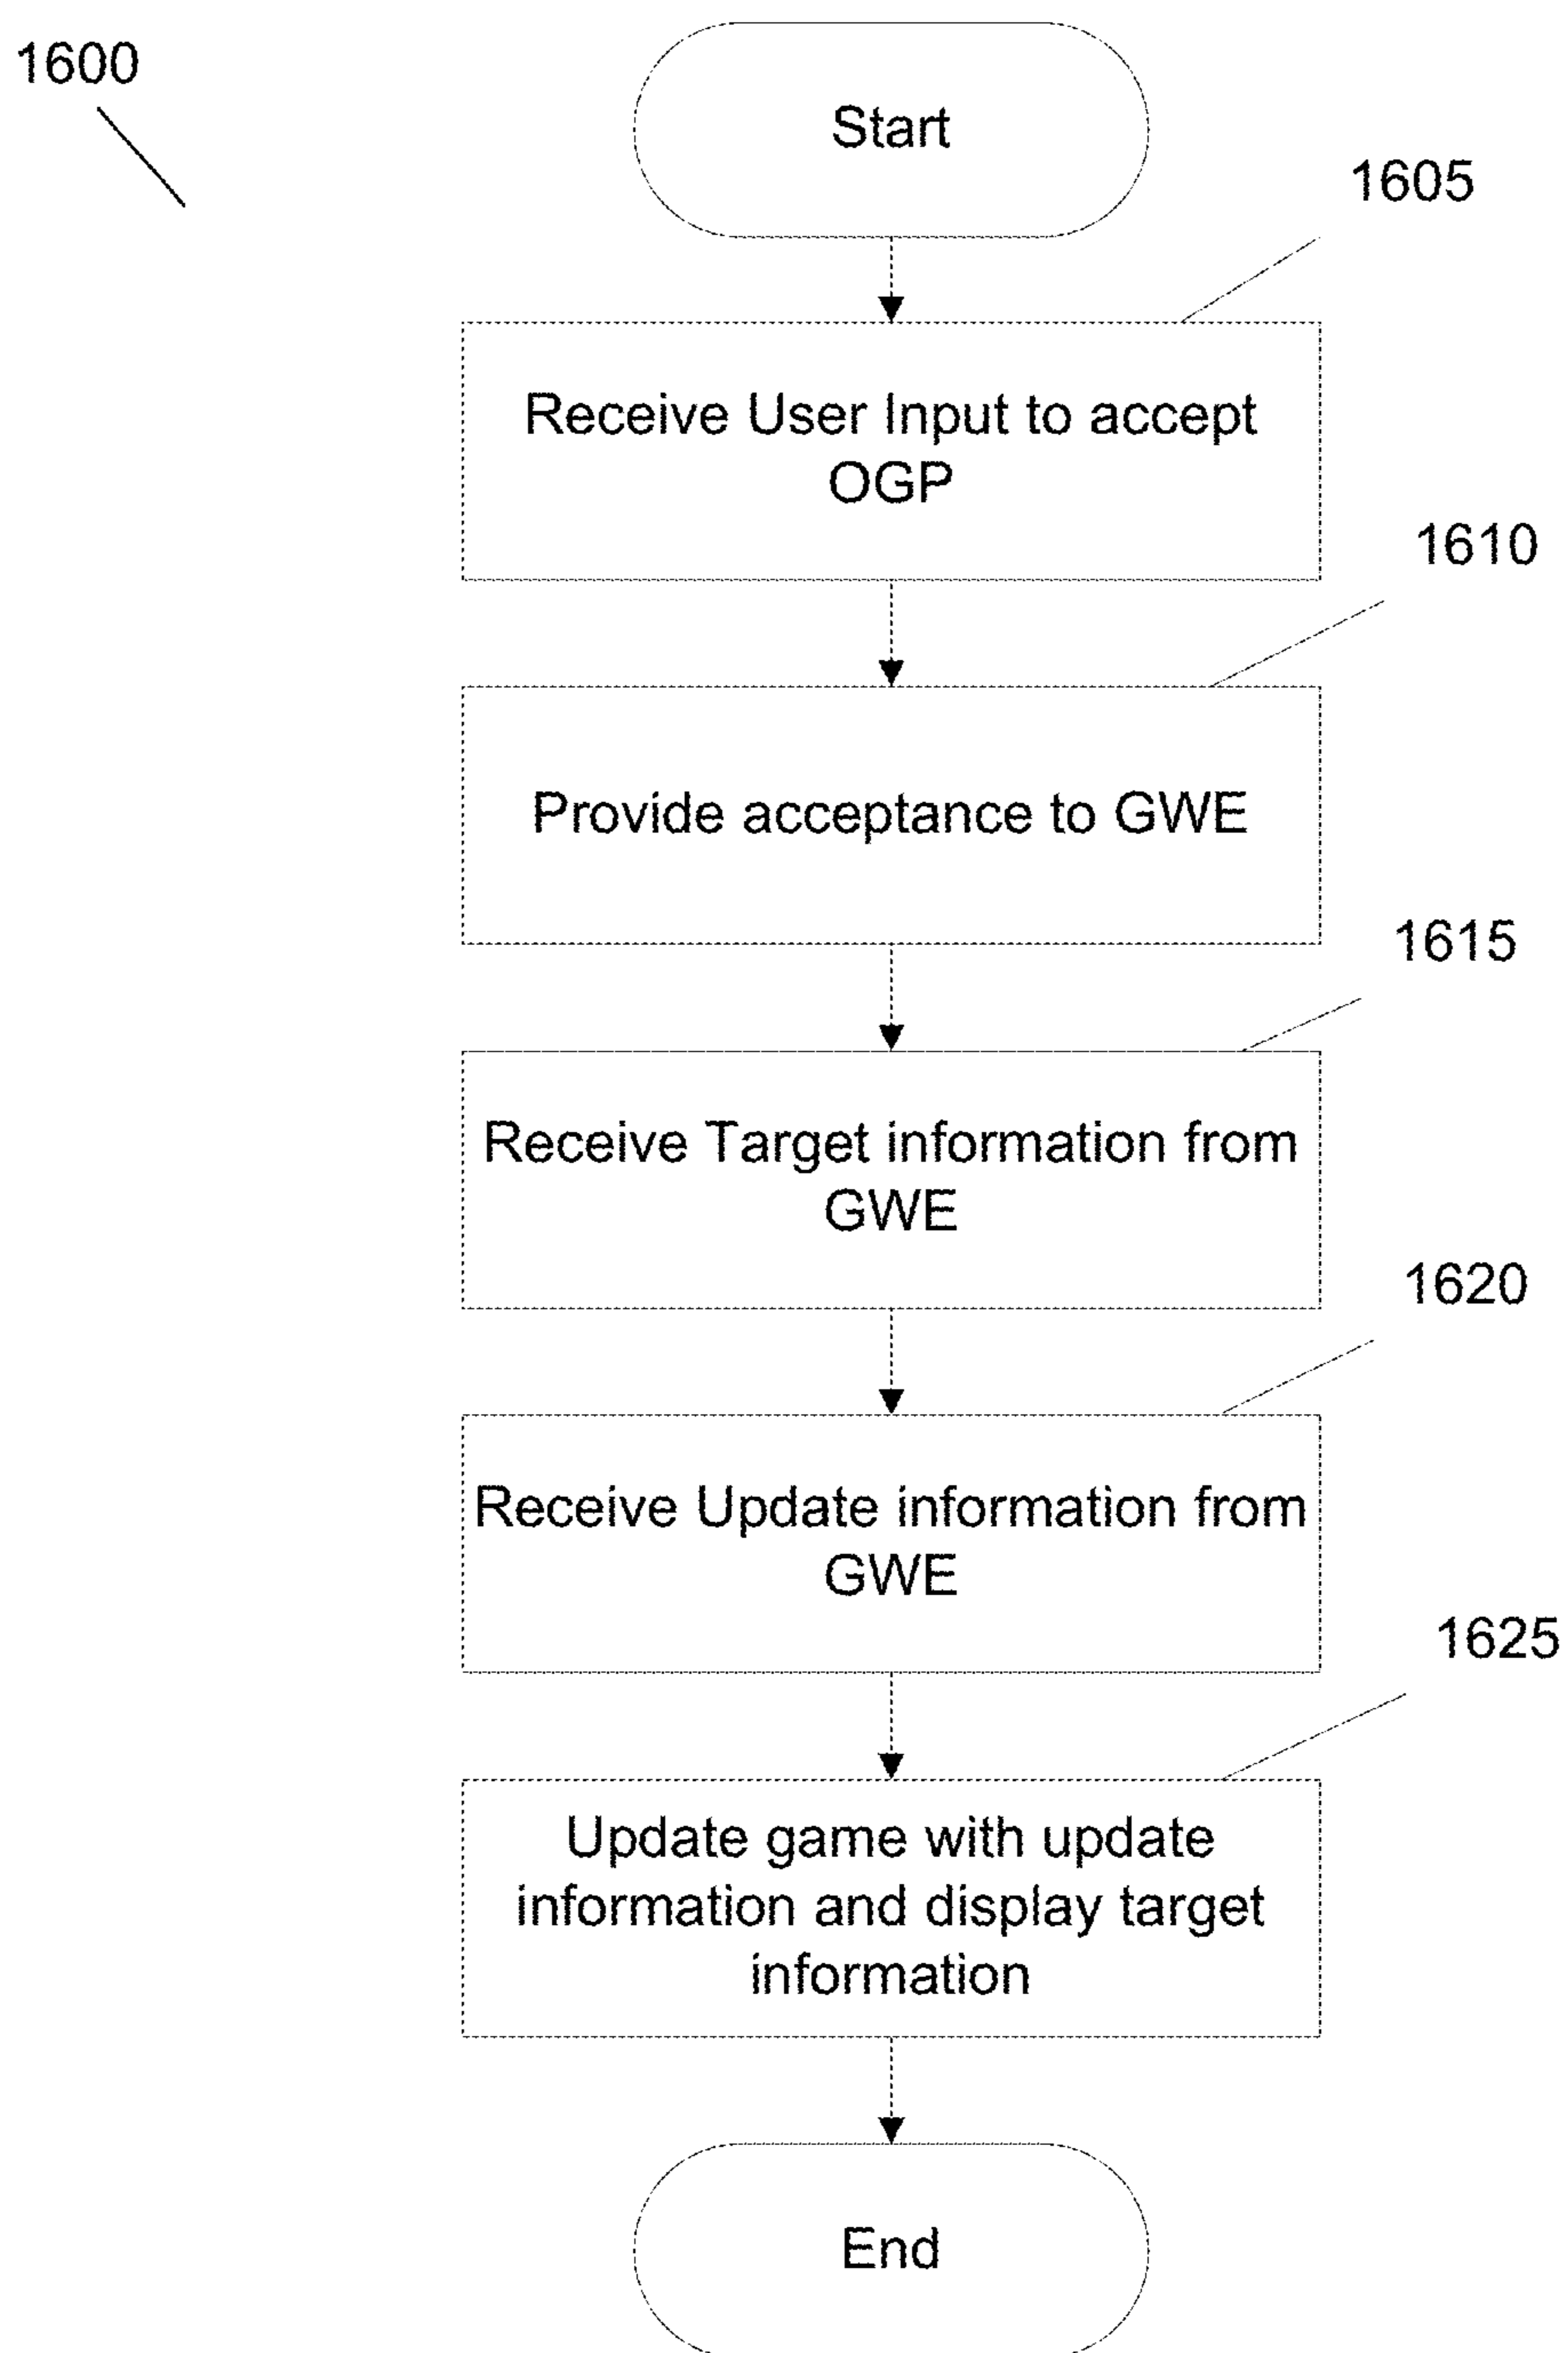 1600
Start
1605
Receive User Input to accept
OGP
1610
Provide acceptance to GWE
1615
Receive Target information from
GWE
1620
Receive Update information from
GWE
1625
Update game with update
information and display target
information
End